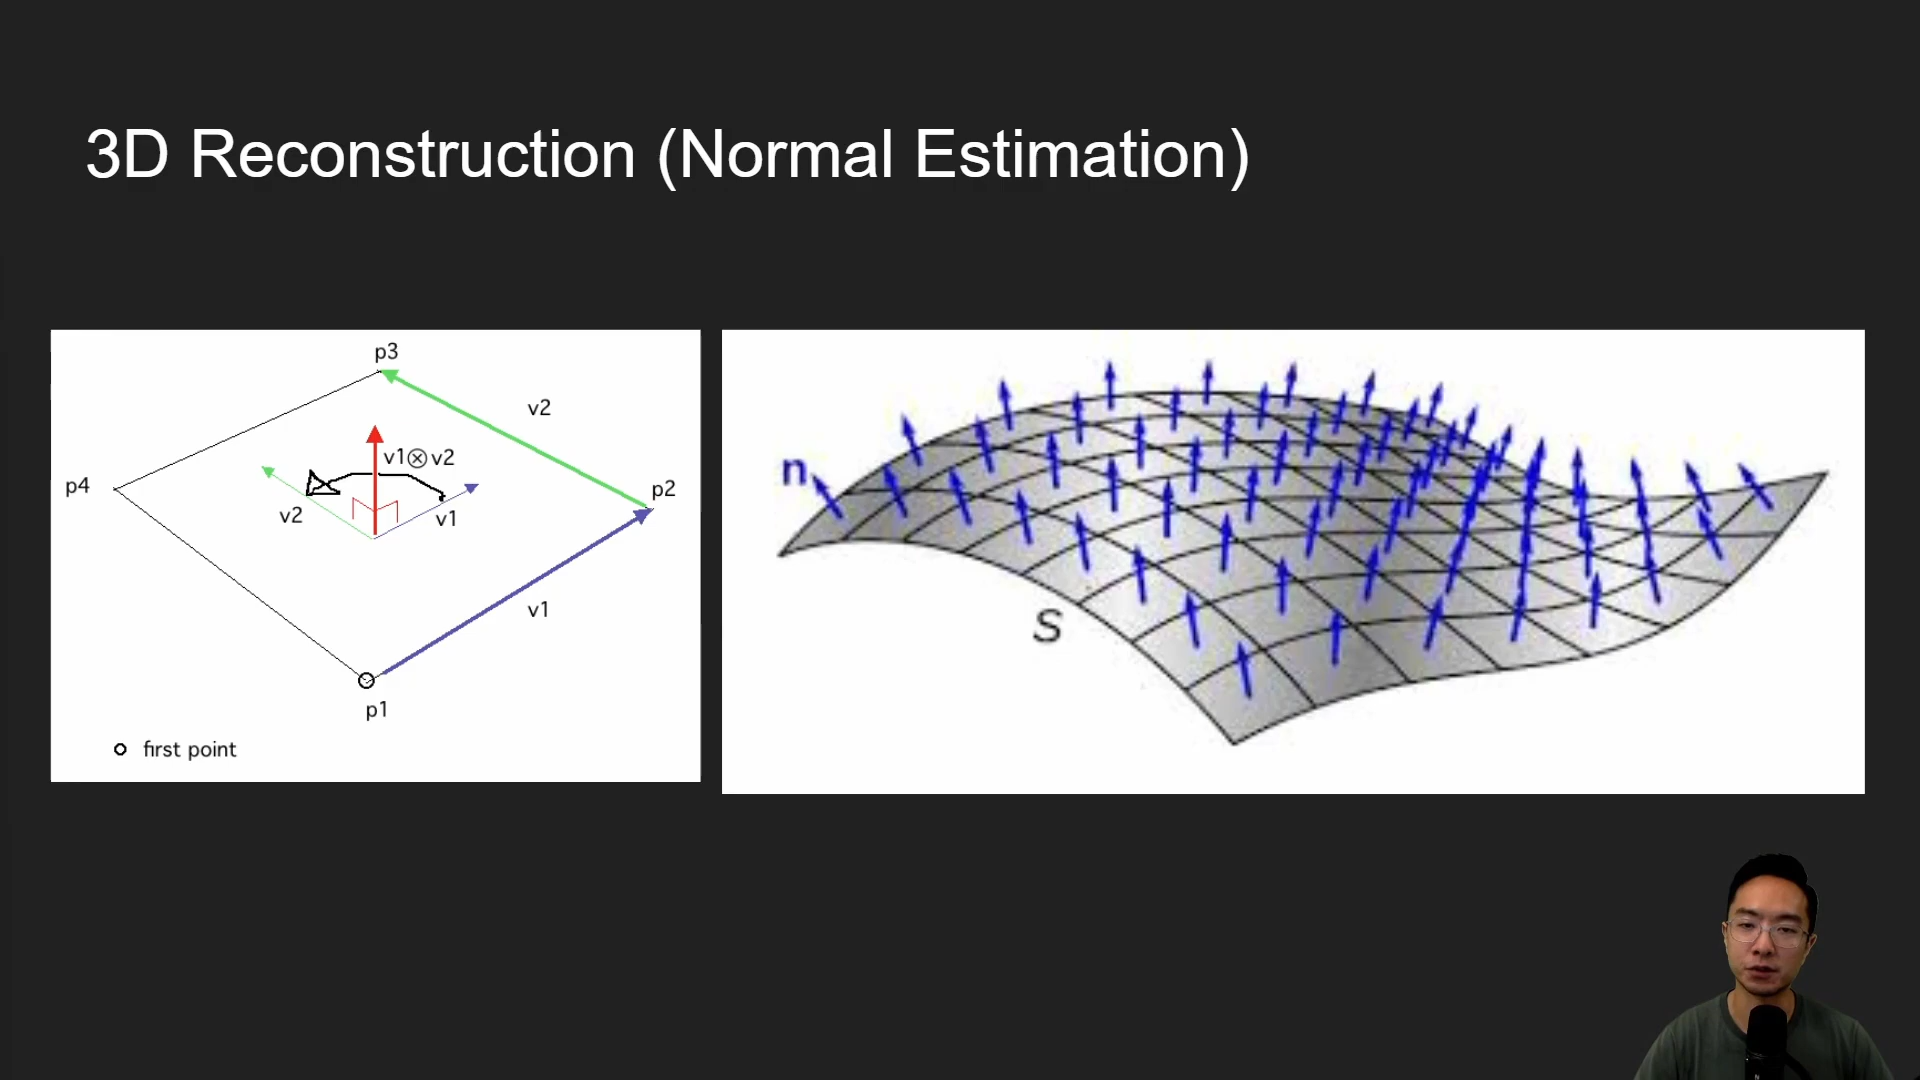 3D Reconstruction (Normal Estimation)
p3
v2
v1⊗v2
p4
p2
v2
v1
v1
p1
first point
n
S